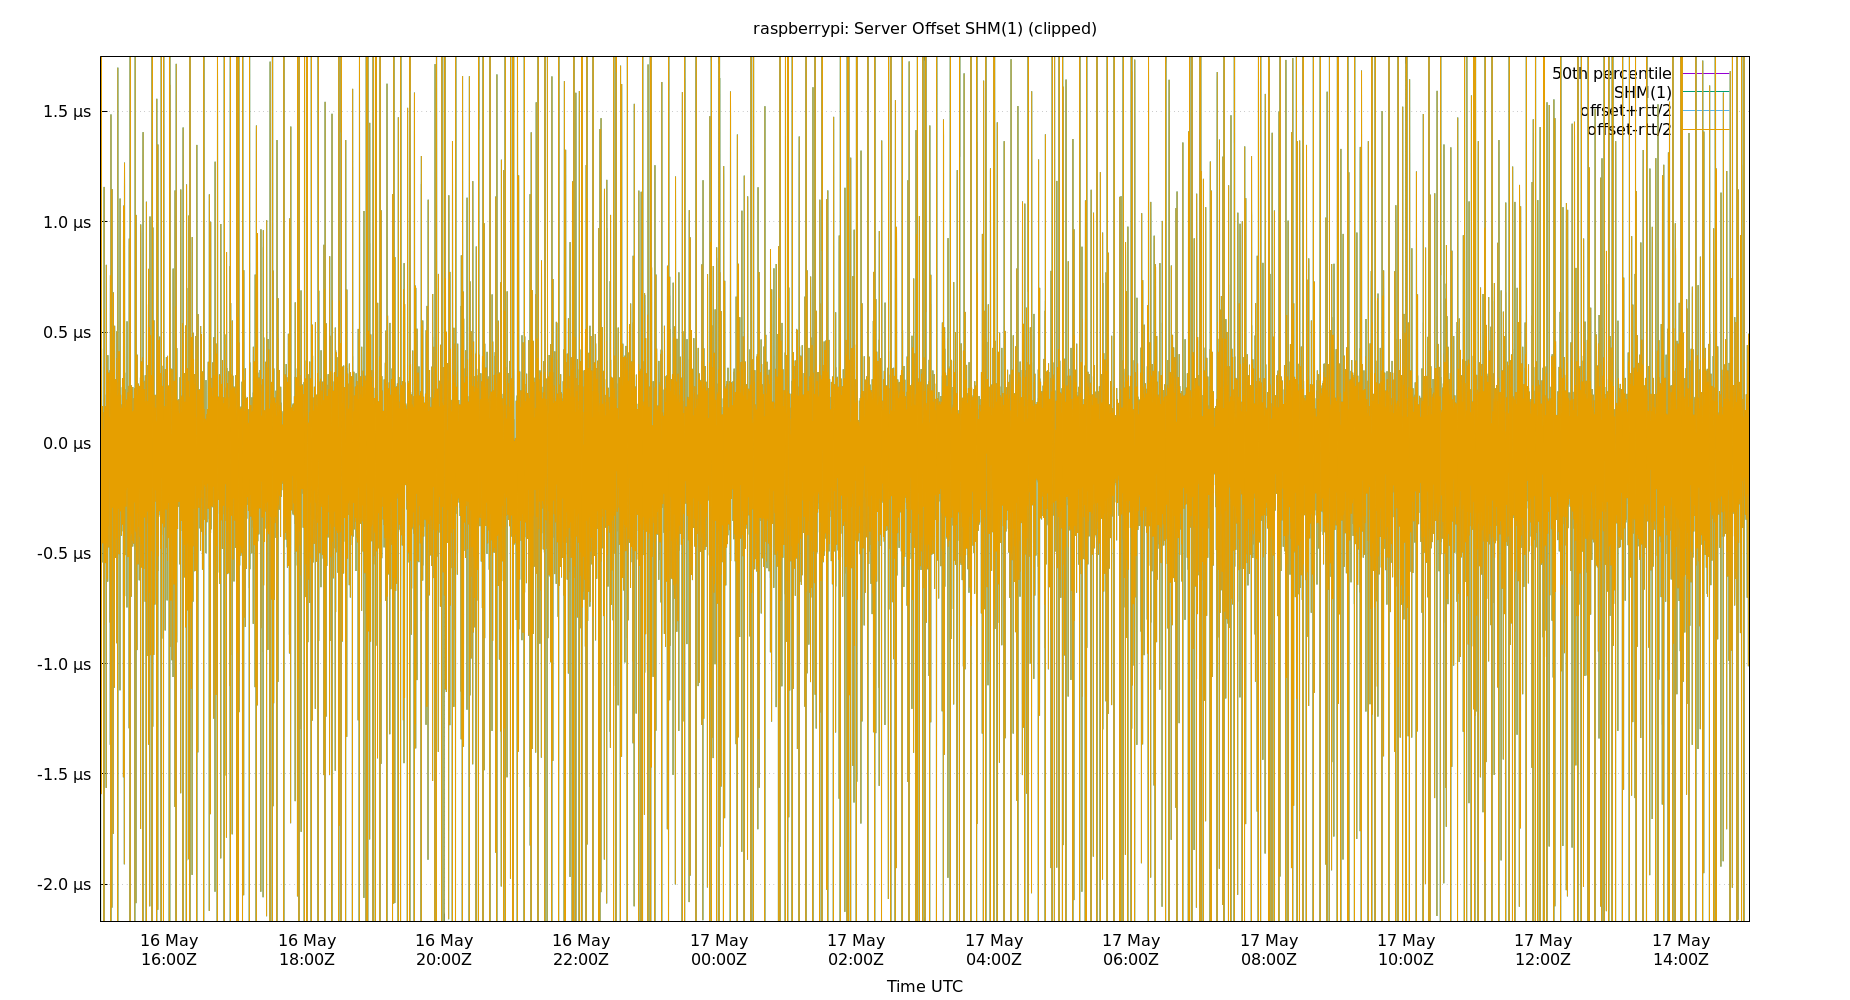 raspberrypi: Server Offset SHM(1) (clipped)
50th percentile
SHM(1)
offset+rtt/2
offset-rtt/2
1.5 µs
1.0 µs
0.5 µs
0.0 µs
-0.5 µs
-1.0 µs
-1.5 µs
-2.0 µs
16 May 16 May 16 May 16 May 17 May 17 May 17 May 17 May 17 May 17 May 17 May 17 May
16:00Z 18:00Z 20:00Z 22:00Z 00:00Z 02:00Z 04:00Z 06:00Z 08:00Z 10:00Z 12:00Z 14:00Z
Time UTC